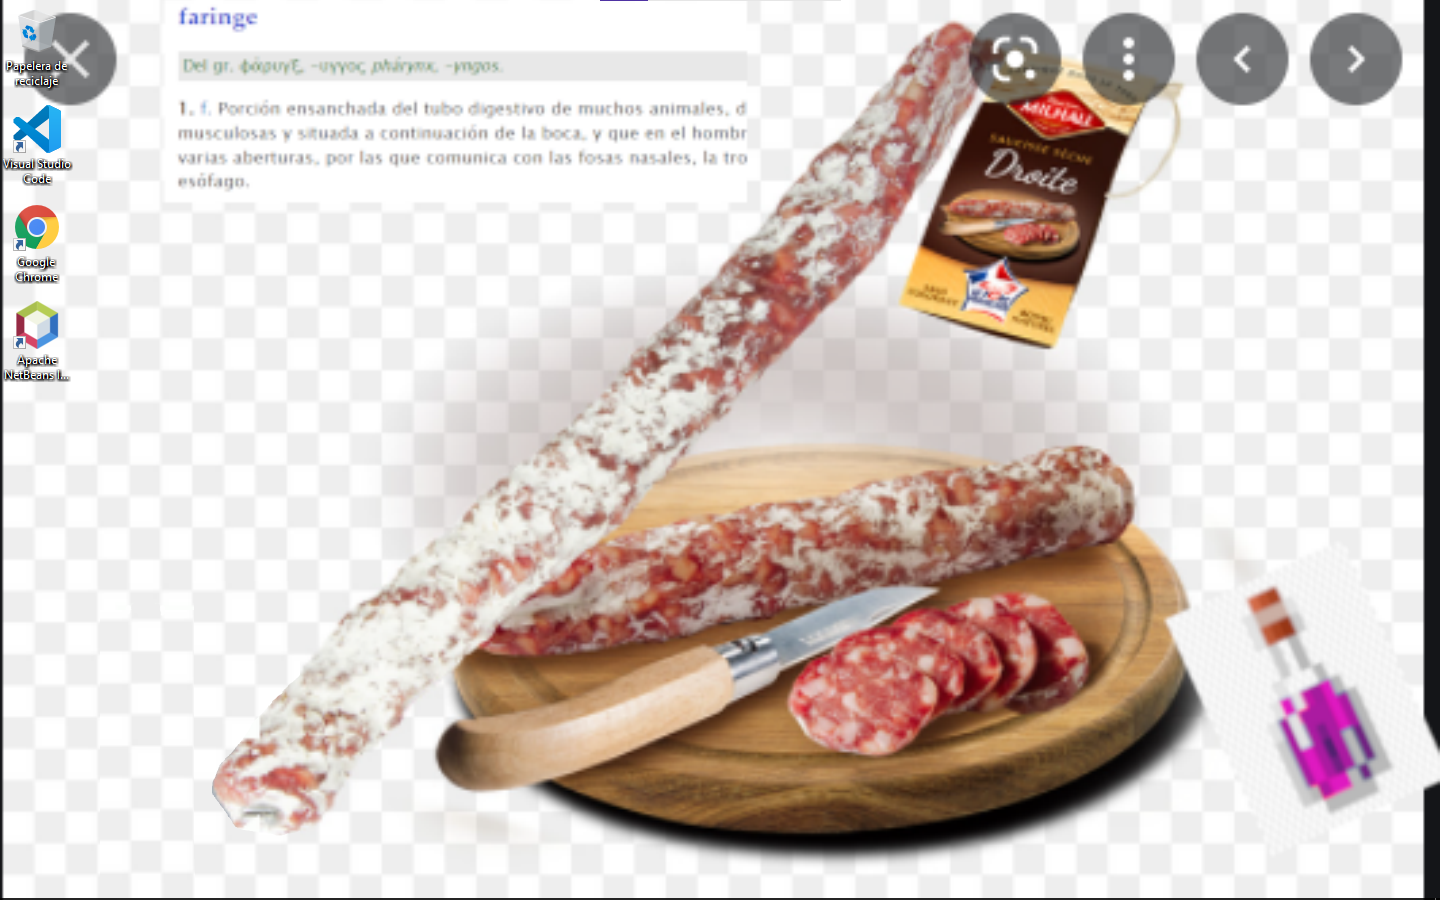 faringe
Del gr. φάρυγξ, -υγγος phárynx, -yngos.
1. f. Porción ensanchada del tubo digestivo de muchos animales, d
musculosas y situada a continuación de la boca, y que en el hombr
varias aberturas, por las que comunica con las fosas nasales, la tro
esófago.
Papelera de
reciclaje
Visual Studio
Code
Google
Chrome
Apache
NetBeans I...
MILHAU
SAUCISSE SÈCHE
Droite